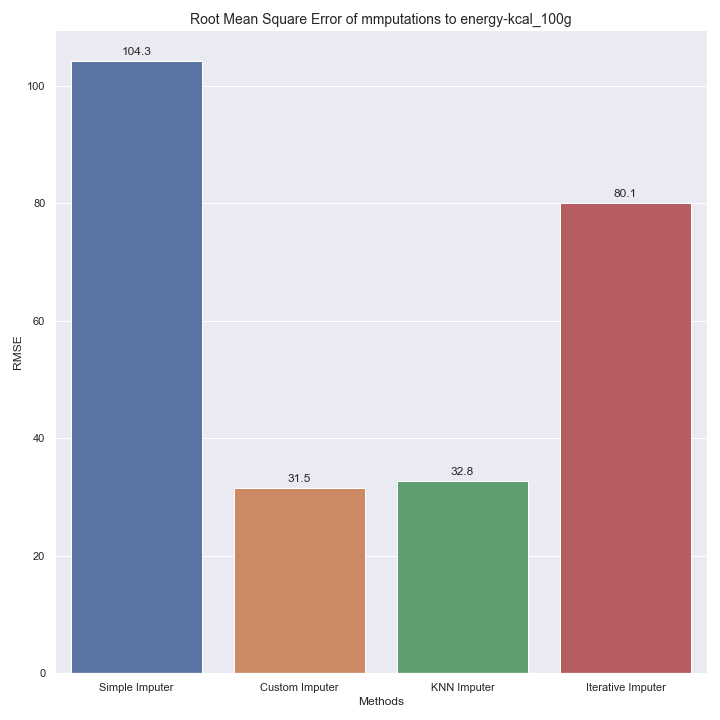 Root Mean Square Error of mmputations to energy-kcal_100g
104.3
100
80.1
80
60
RMSE
40
32.8
31.5
20
0
Simple Imputer Custom Imputer KNN Imputer Iterative Imputer
Methods